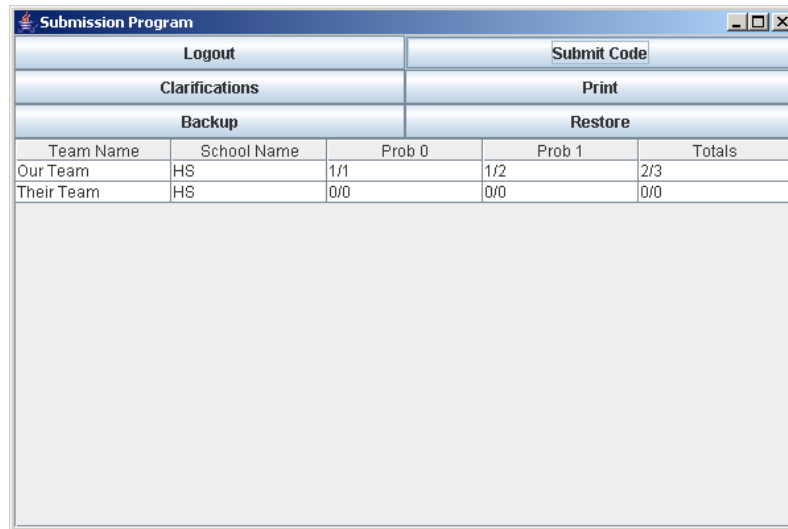 Submission Program
Logout Submit Code
Clarifications Print
Backup Restore
Team Name School Name Prob 0 Prob 1 Totals
Our Team HS 1/1 1/2 2/3
Their Team HS 0/0 0/0 0/0